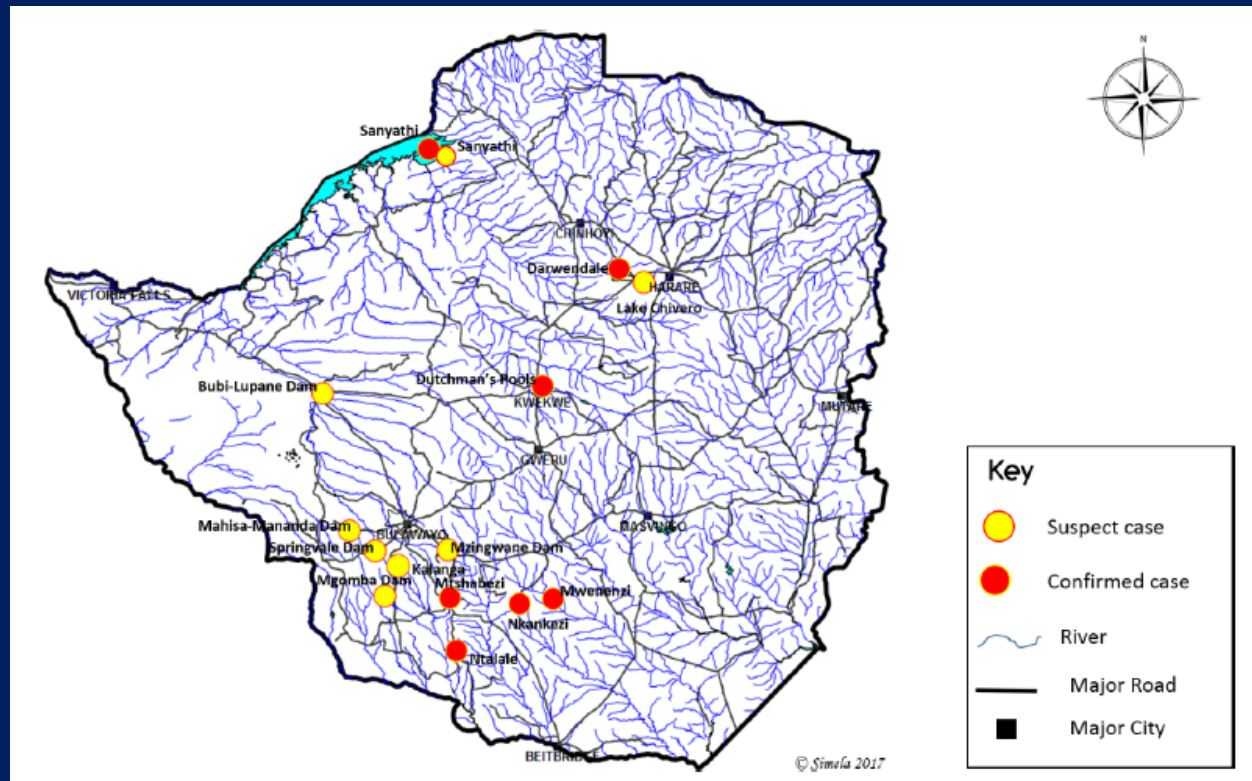 N
Sanyathi
Sanyathi
CHINHOYI
Darwendale
HARARE
Lake Chivero
VICTORIA FALLS
Bubi-Lupane Dam
Dutchman's Pools
KWEKWE
MUTARE
GWERU
Mahisa-Mananda Dam
BULAWAYO
MASVINGO
Springvale Dam
Mzingwane Dam
Kalanga
Mgomba Dam
Mtshabezi
Mwenenzi
Nkankezi
Ntalale
BEITBRIDGE
© Simela 2017
Key
Suspect case
Confirmed case
River
Major Road
Major City